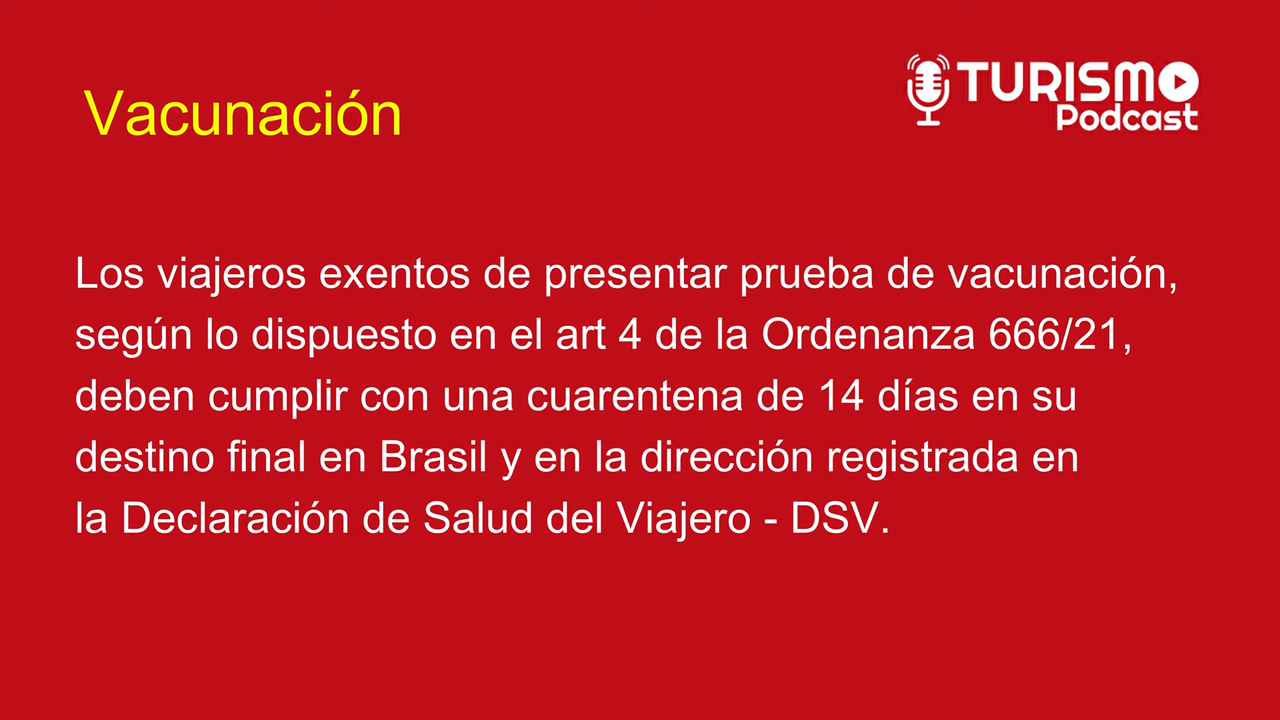 Vacunación
TURISMO
Podcast
Los viajeros exentos de presentar prueba de vacunación,
según lo dispuesto en el art 4 de la Ordenanza 666/21,
deben cumplir con una cuarentena de 14 días en su
destino final en Brasil y en la dirección registrada en
la Declaración de Salud del Viajero - DSV.